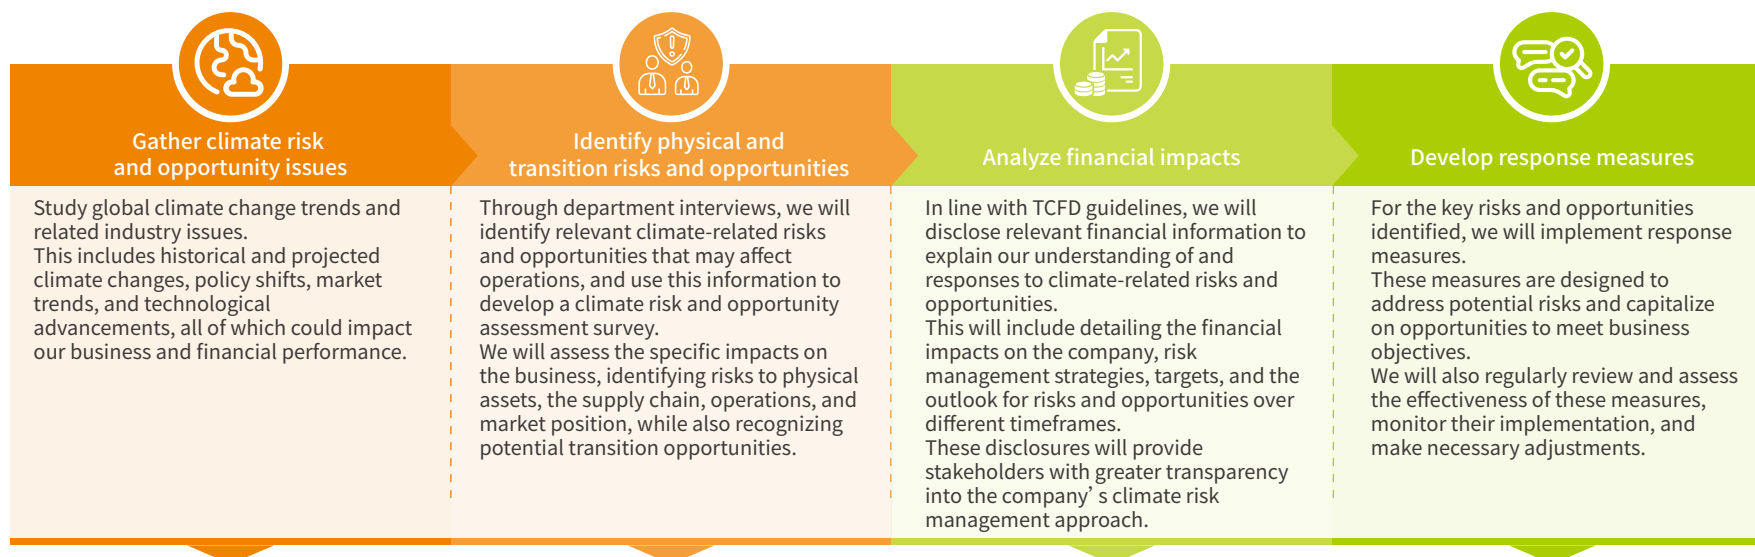 Gather climate risk
and opportunity issues
Study global climate change trends and
related industry issues.
This includes historical and projected
climate changes, policy shifts, market
trends, and technological
advancements, all of which could impact
our business and financial performance.
Identify physical and
transition risks and opportunities
Through department interviews, we will
identify relevant climate-related risks
and opportunities that may affect
operations, and use this information to
develop a climate risk and opportunity
assessment survey.
We will assess the specific impacts on
the business, identifying risks to physical
assets, the supply chain, operations, and
market position, while also recognizing
potential transition opportunities.
Analyze financial impacts
In line with TCFD guidelines, we will
disclose relevant financial information to
explain our understanding of and
responses to climate-related risks and
opportunities.
This will include detailing the financial
impacts on the company, risk
management strategies, targets, and the
outlook for risks and opportunities over
different timeframes.
These disclosures will provide
stakeholders with greater transparency
into the company’ s climate risk
management approach.
Develop response measures
For the key risks and opportunities
identified, we will implement response
measures.
These measures are designed to
address potential risks and capitalize
on opportunities to meet business
objectives.
We will also regularly review and assess
the effectiveness of these measures,
monitor their implementation, and
make necessary adjustments.